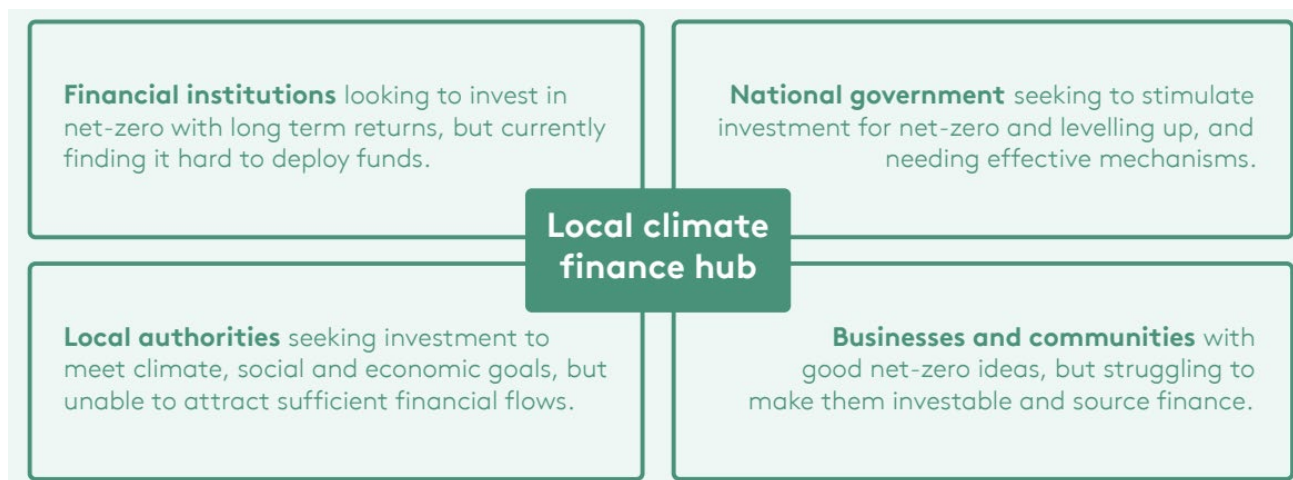 Financial institutions looking to invest in
net-zero with long term returns, but currently
finding it hard to deploy funds.
National government seeking to stimulate
investment for net-zero and levelling up, and
needing effective mechanisms.
Local climate
finance hub
Local authorities seeking investment to
meet climate, social and economic goals, but
unable to attract sufficient financial flows.
Businesses and communities with
good net-zero ideas, but struggling to
make them investable and source finance.